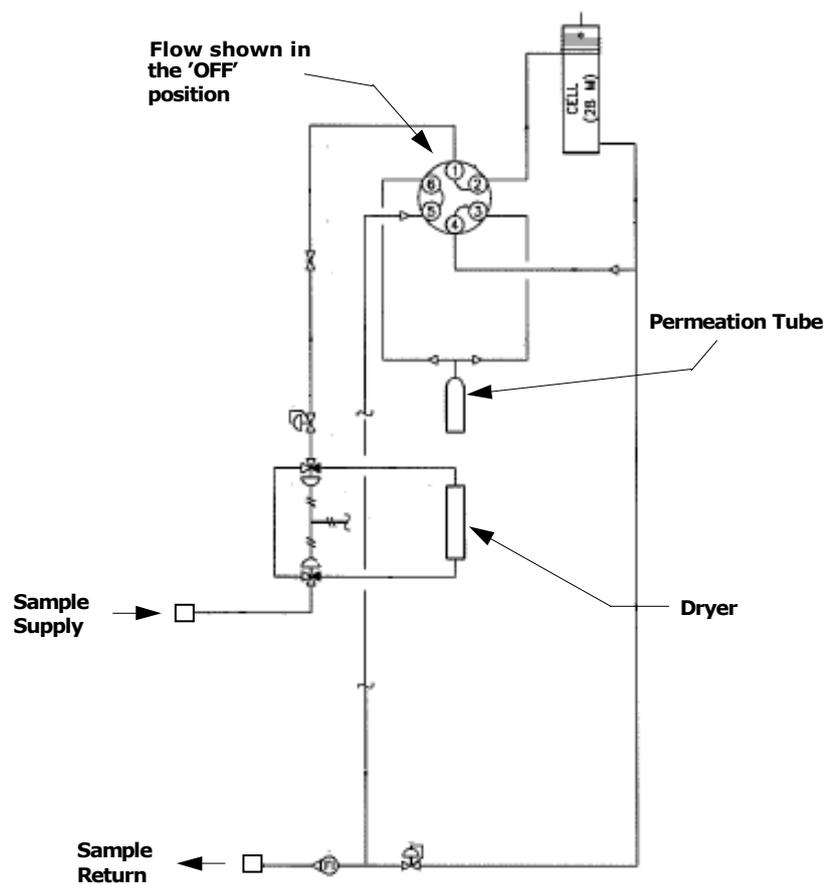 Flow shown in
the 'OFF'
position
CELL
(28 M)
1
6
2
5
3
4
Permeation Tube
Sample
Supply
Dryer
Sample
Return